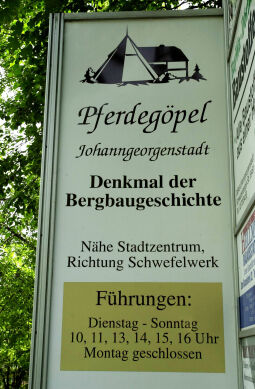 Pferdegöpel
Johanngeorgenstadt
Denkmal der
Bergbaugeschichte
Nähe Stadtzentrum,
Richtung Schwefelwerk
Führungen:
Dienstag - Sonntag
10, 11, 13, 14, 15, 16 Uhr
Montag geschlossen